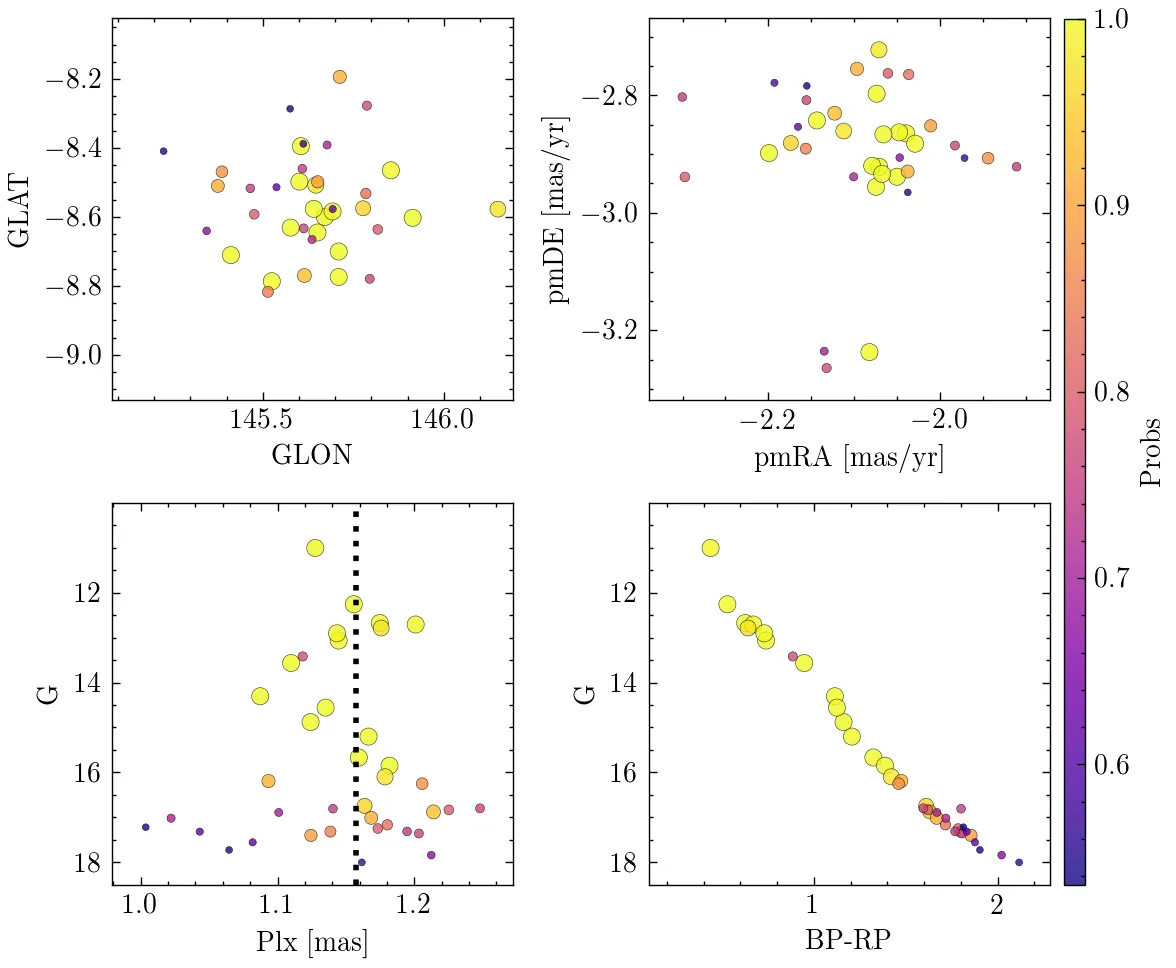 −8.2
−8.4
−8.6
−8.8
−9.0
GLAT
145.5 146.0
GLON
−2.8
−3.0
−3.2
pmDE [mas/yr]
−2.2 −2.0
pmRA [mas/yr]
12
14
16
18
G
1.0 1.1 1.2
Plx [mas]
12
14
16
18
G
1 2
BP-RP
1.0
0.9
0.8
0.7
0.6
Probs